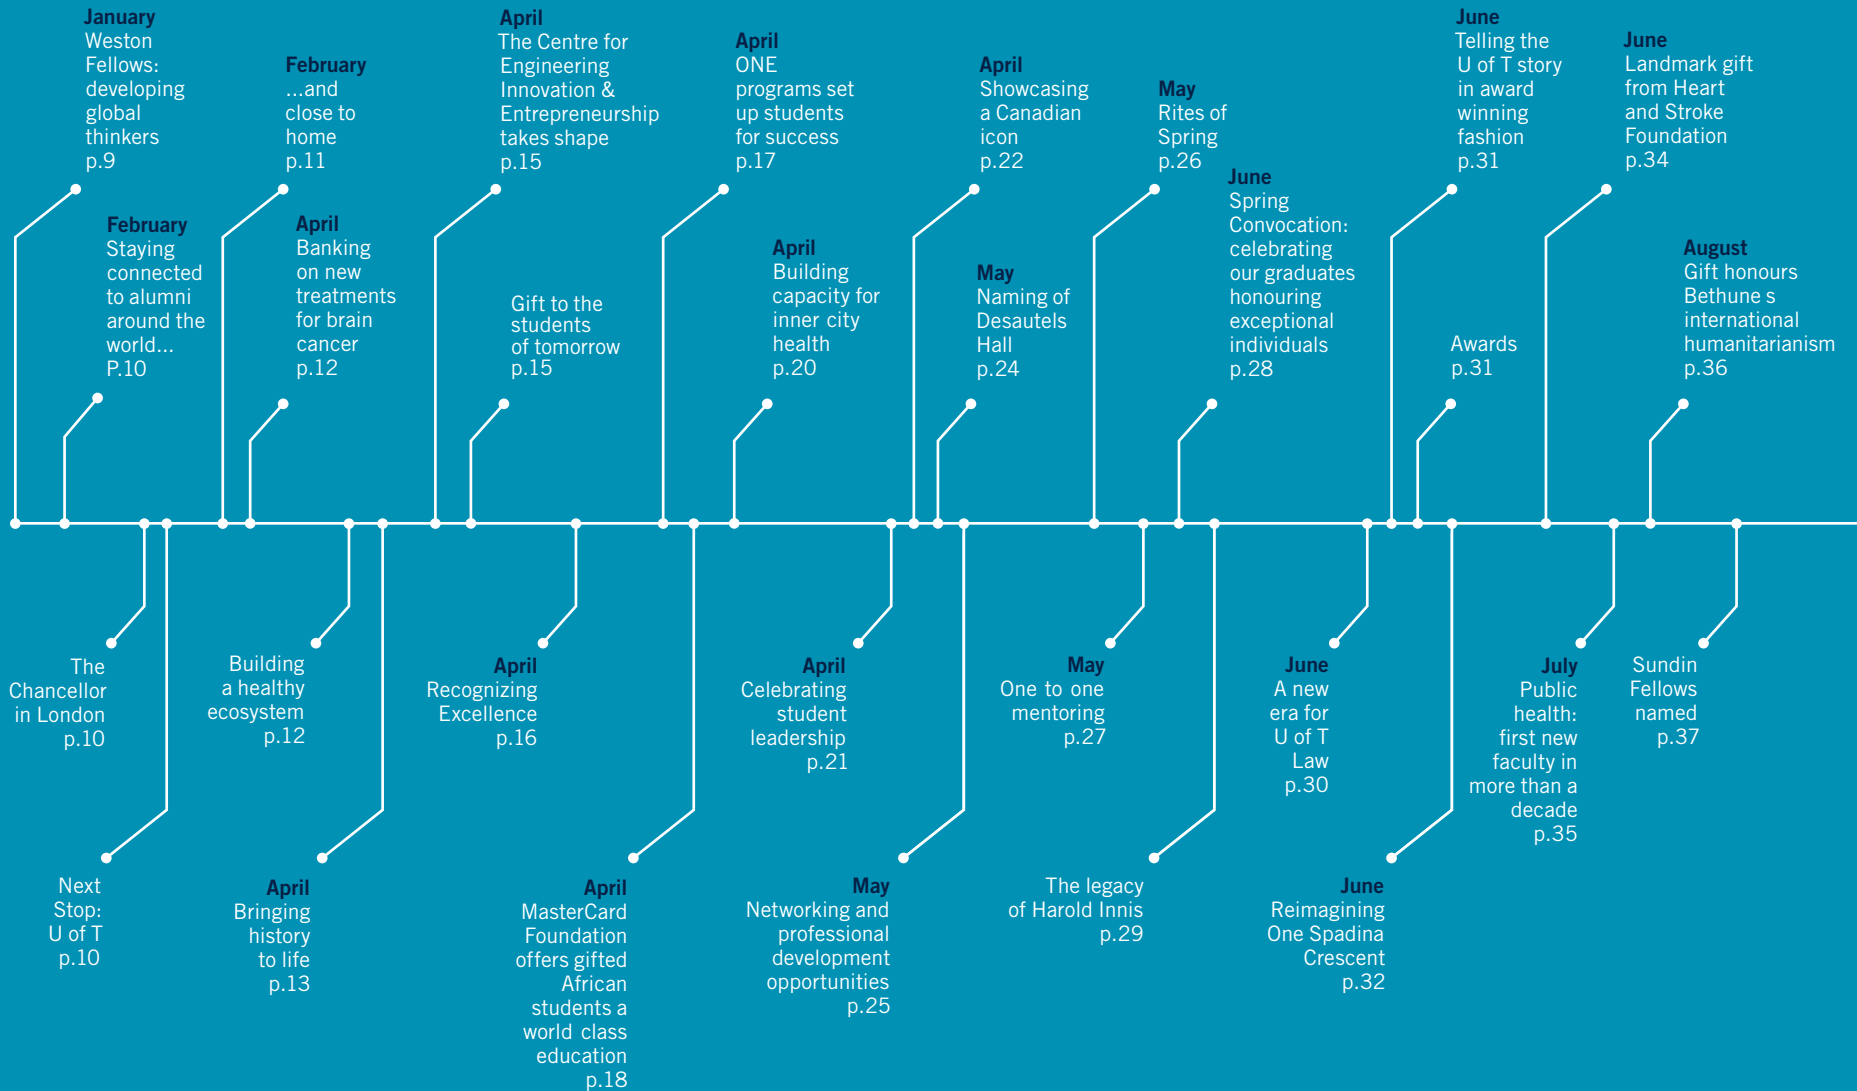 January
Weston
Fellows:
developing
global
thinkers
p.9
February
Staying
connected
to alumni
around the
world...
P.10
The
Chancellor
in London
p.10
Next
Stop:
U of T
p.10
February
...and
close to
home
p.11
April
Banking
on new
treatments
for brain
cancer
p.12
Building
a healthy
ecosystem
p.12
April
Bringing
history
to life
p.13
April
The Centre for
Engineering
Innovation &
Entrepreneurship
takes shape
p.15
Gift to the
students
of tomorrow
p.15
April
Recognizing
Excellence
p.16
April
ONE
programs set
up students
for success
p.17
April
MasterCard
Foundation
offers gifted
African
students a
world class
education
p.18
April
Building
capacity for
inner city
health
p.20
April
Celebrating
student
leadership
p.21
April
Showcasing
a Canadian
icon
p.22
May
Naming of
Desautels
Hall
p.24
May
Networking and
professional
development
opportunities
p.25
May
Rites of
Spring
p.26
May
One to one
mentoring
p.27
June
Spring
Convocation:
celebrating
our graduates
honouring
exceptional
individuals
p.28
The legacy
of Harold Innis
p.29
June
A new
era for
U of T
Law
p.30
June
Telling the
U of T story
in award
winning
fashion
p.31
Awards
p.31
June
Reimagining
One Spadina
Crescent
p.32
June
Landmark gift
from Heart
and Stroke
Foundation
p.34
July
Public
health:
first new
faculty in
more than a
decade
p.35
August
Gift honours
Bethune s
international
humanitarianism
p.36
Sundin
Fellows
named
p.37